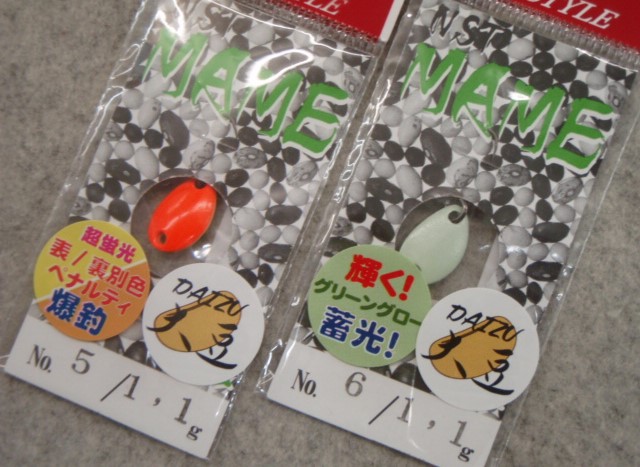 NST
MAME
超蛍光
表/裏別色
ペナルティ
爆釣
DAIZU
大豆
No. 5 / 1, 1g
STYLE
NST
MAME
輝く!
グリーングロー
蓄光!
DAIZU
大豆
No. 6 / 1, 1g